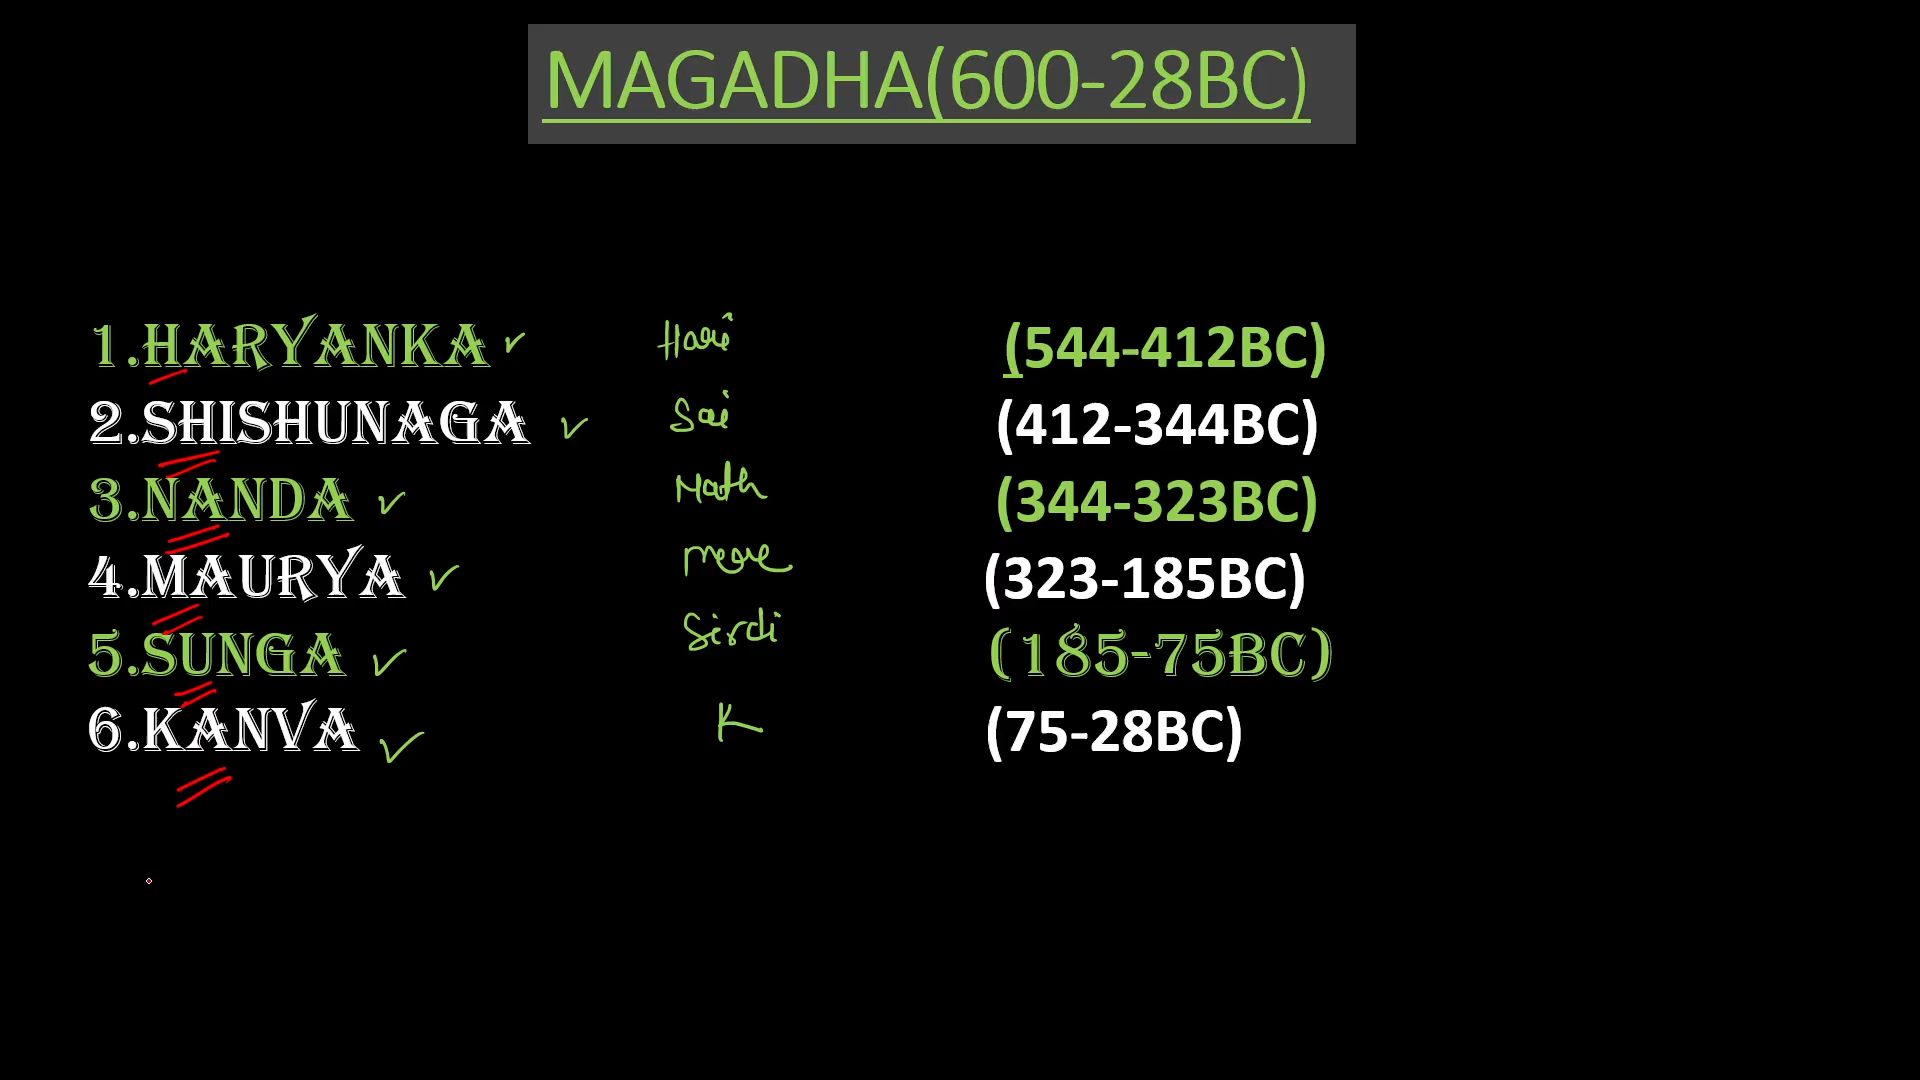 MAGADHA(600-28BC)
1.HARYANKA ✓ Hari (544-412BC)
2.SHISHUNAGA ✓ Sai (412-344BC)
3.NANDA ✓ Nath (344-323BC)
4.MAURYA ✓ mere (323-185BC)
5.SUNGA ✓ Sirdi (185-75BC)
6.KANVA ✓ K (75-28BC)